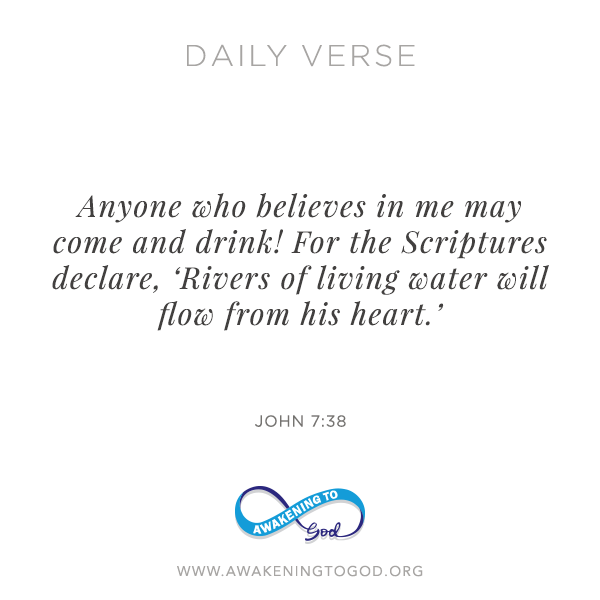 DAILY VERSE
Anyone who believes in me may
come and drink! For the Scriptures
declare, ‘Rivers of living water will
flow from his heart.’
JOHN 7:38
AWAKENING TO
God
WWW.AWAKENINGTOGOD.ORG